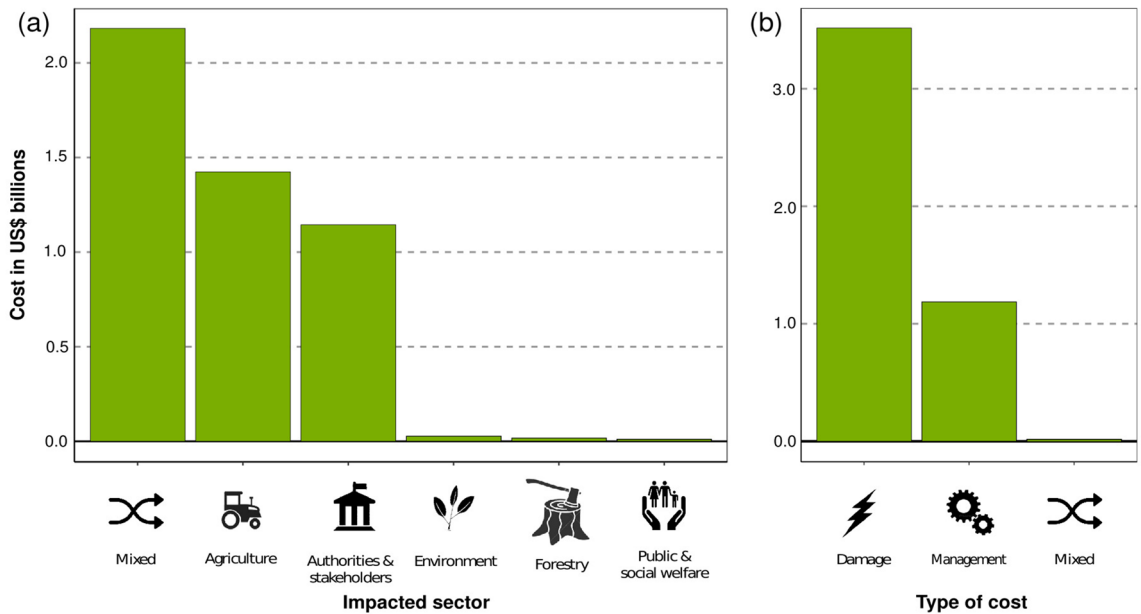 (a)
(b)
Cost in US$ billions
2.0
1.5
1.0
0.5
0.0
Mixed
Agriculture
Authorities &
stakeholders
Environment
Forestry
Public &
social welfare
Impacted sector
3.0
2.0
1.0
0.0
Damage
Management
Mixed
Type of cost